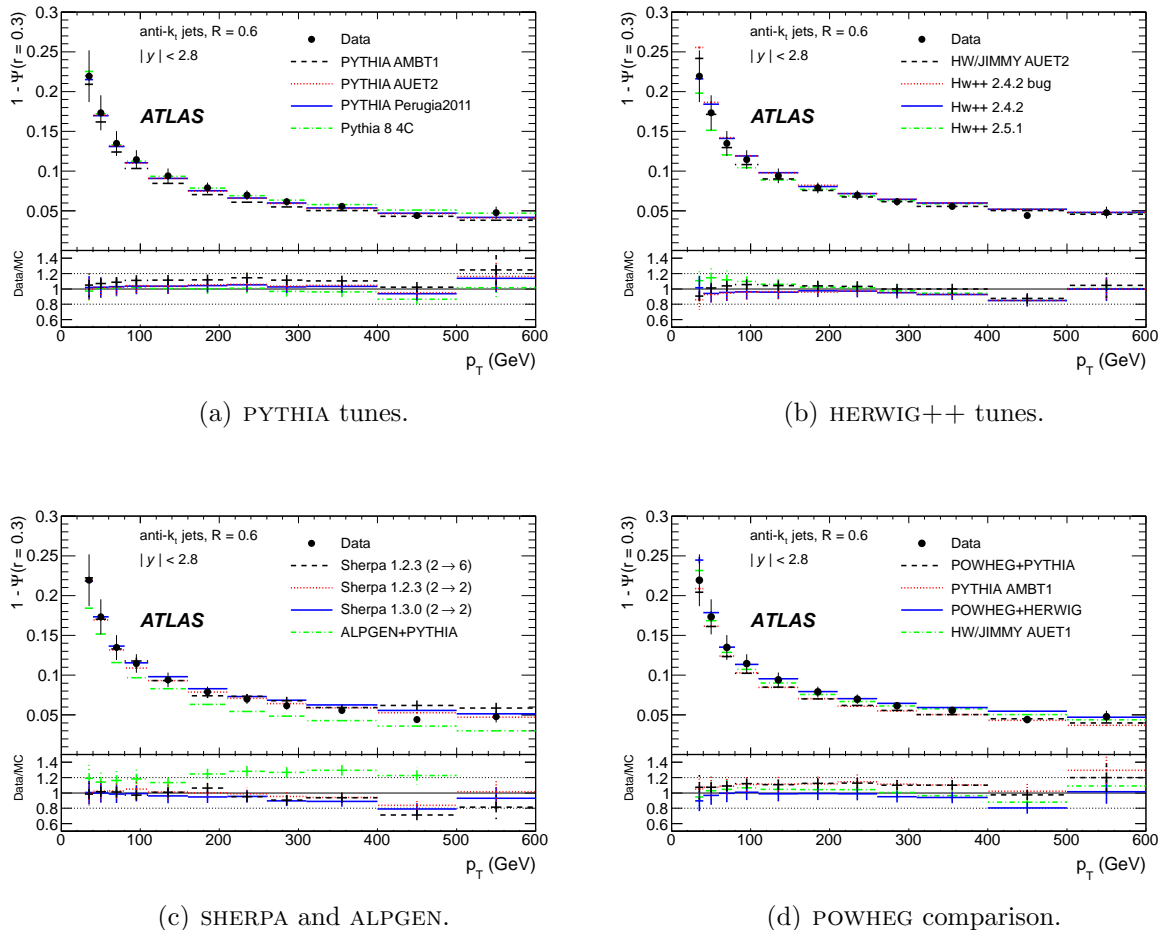 1 - Ψ(r = 0.3)
0.3
0.25
0.2
0.15
0.1
0.05
anti-kt jets, R = 0.6
| y | < 2.8
ATLAS
Data
PYTHIA AMBT1
PYTHIA AUET2
PYTHIA Perugia2011
Pythia 8 4C
Data/MC
1.4
1.2
1
0.8
0.6
0 100 200 300 400 500 600
pT (GeV)
(a) PYTHIA tunes.
1 - Ψ(r = 0.3)
0.3
0.25
0.2
0.15
0.1
0.05
anti-kt jets, R = 0.6
| y | < 2.8
ATLAS
Data
HW/JIMMY AUET2
Hw++ 2.4.2 bug
Hw++ 2.4.2
Hw++ 2.5.1
Data/MC
1.4
1.2
1
0.8
0.6
0 100 200 300 400 500 600
pT (GeV)
(b) HERWIG++ tunes.
1 - Ψ(r = 0.3)
0.3
0.25
0.2
0.15
0.1
0.05
anti-kt jets, R = 0.6
| y | < 2.8
ATLAS
Data
Sherpa 1.2.3 (2→6)
Sherpa 1.2.3 (2→2)
Sherpa 1.3.0 (2→2)
ALPGEN+PYTHIA
Data/MC
1.4
1.2
1
0.8
0.6
0 100 200 300 400 500 600
pT (GeV)
(c) SHERPA and ALPGEN.
1 - Ψ(r = 0.3)
0.3
0.25
0.2
0.15
0.1
0.05
anti-kt jets, R = 0.6
| y | < 2.8
ATLAS
Data
POWHEG+PYTHIA
PYTHIA AMBT1
POWHEG+HERWIG
HW/JIMMY AUET1
Data/MC
1.4
1.2
1
0.8
0.6
0 100 200 300 400 500 600
pT (GeV)
(d) POWHEG comparison.